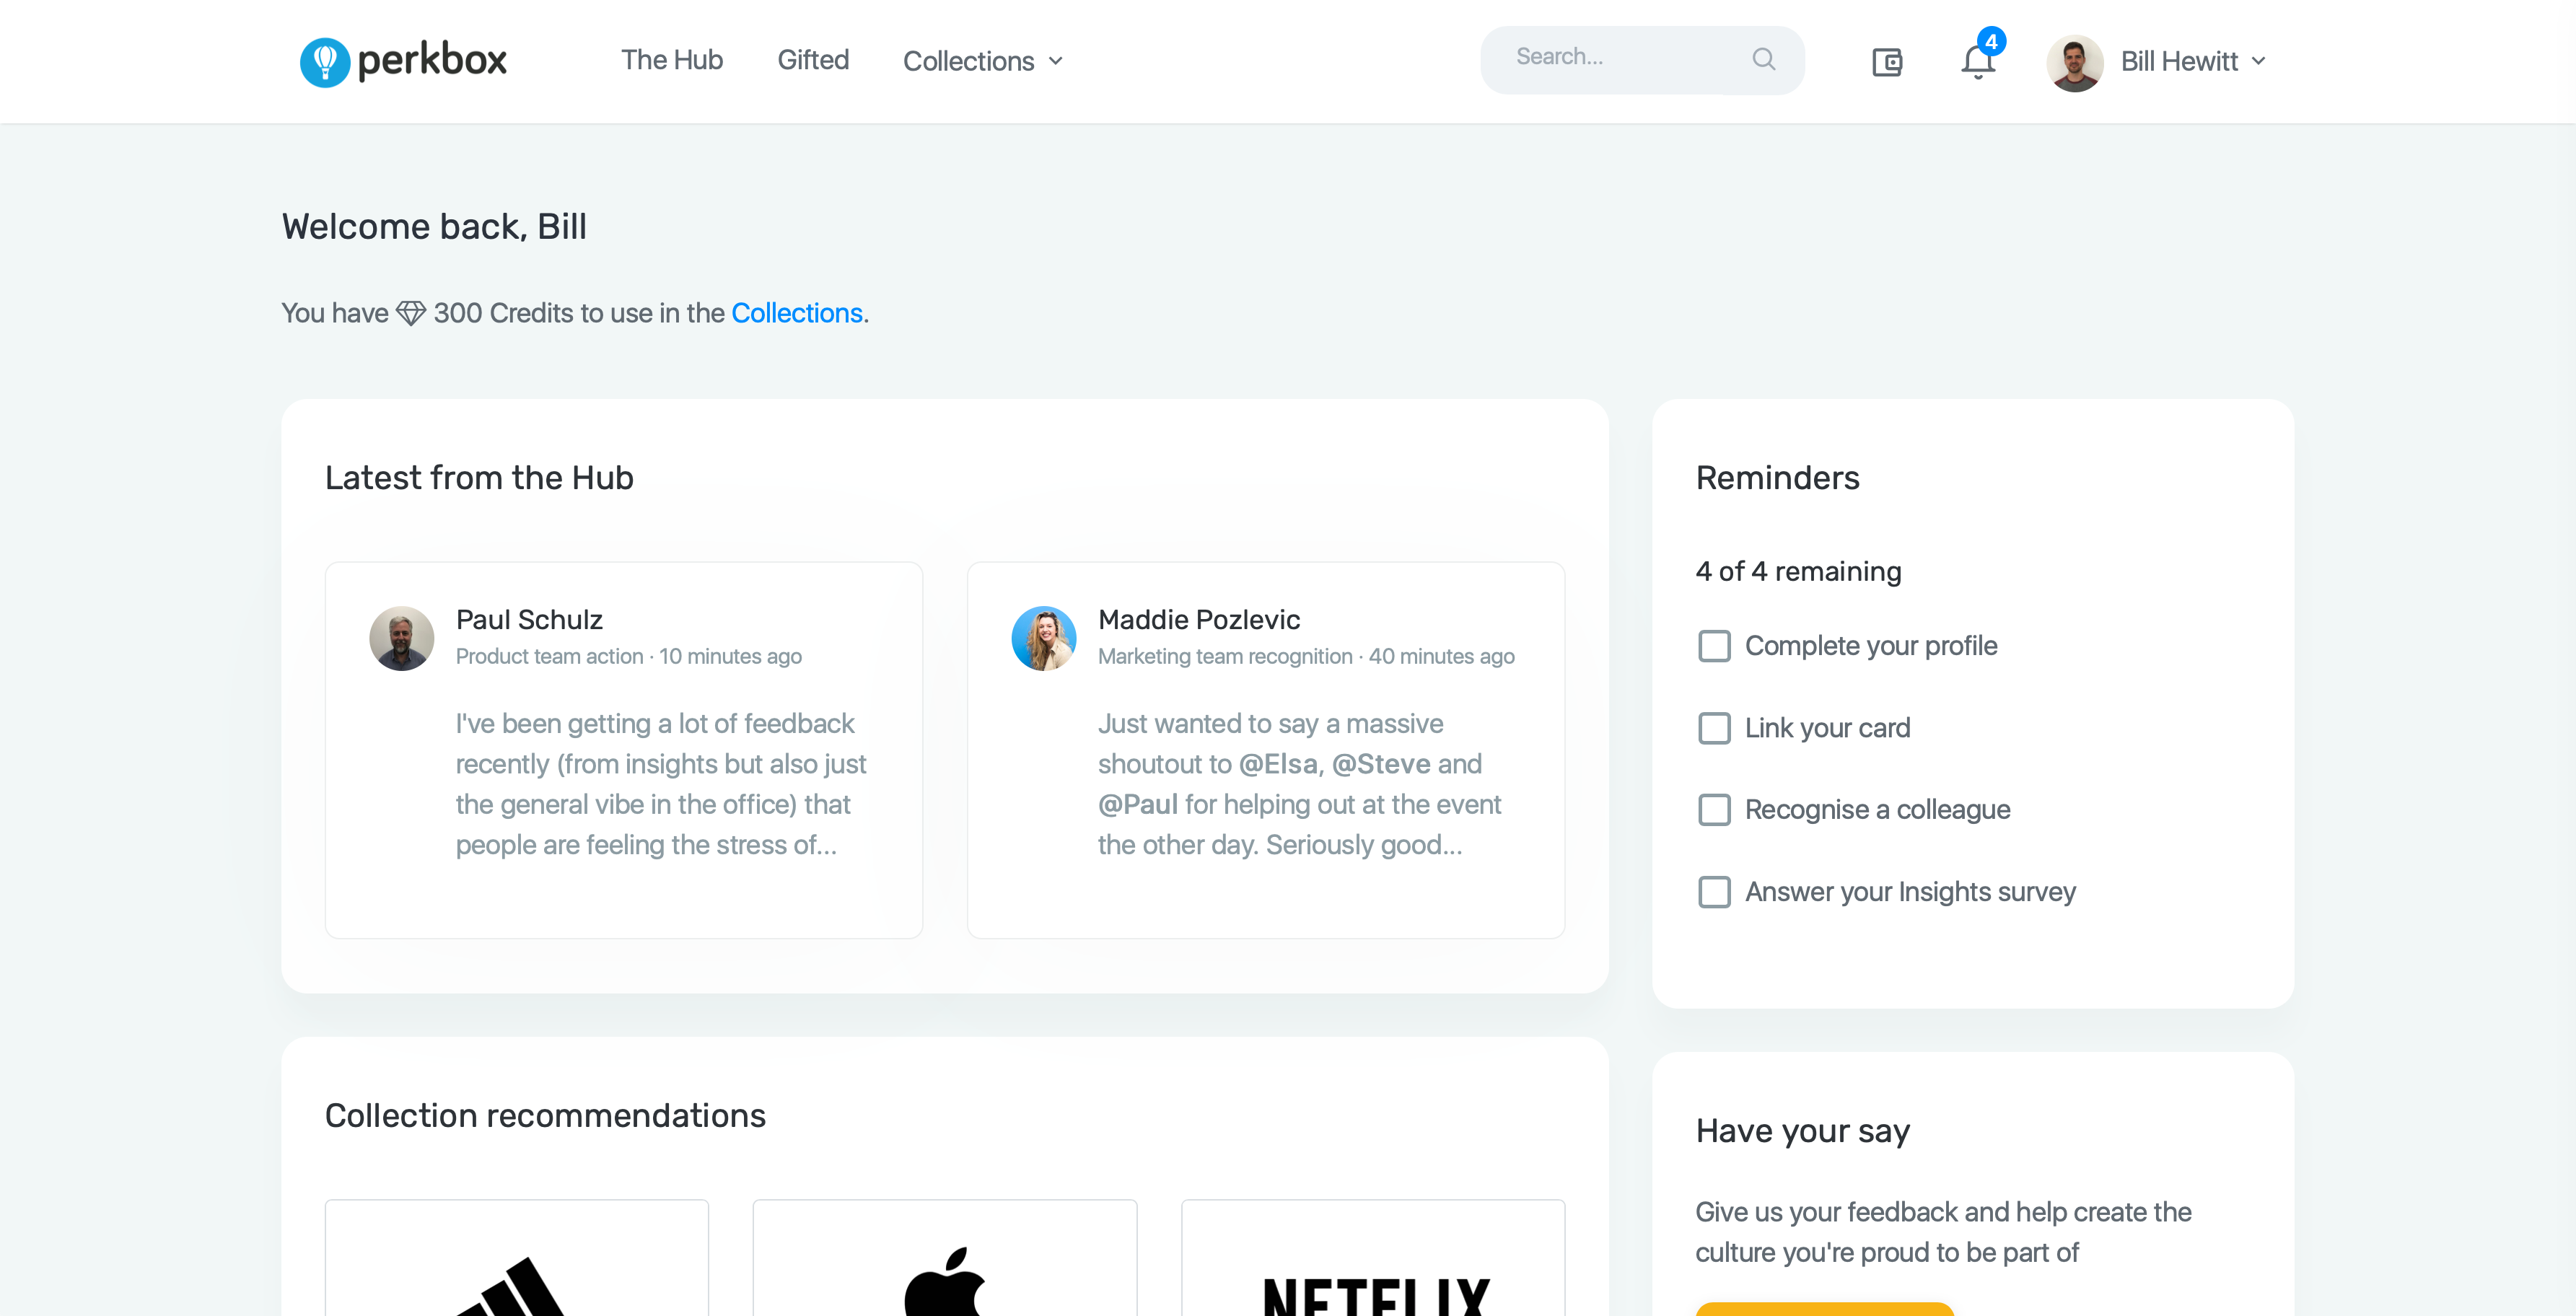 perkbox
The Hub
Gifted
Collections
Search...
4
Bill Hewitt
Welcome back, Bill
You have 300 Credits to use in the Collections.
Latest from the Hub
Paul Schulz
Product team action · 10 minutes ago
I've been getting a lot of feedback
recently (from insights but also just
the general vibe in the office) that
people are feeling the stress of...
Maddie Pozlevic
Marketing team recognition · 40 minutes ago
Just wanted to say a massive
shoutout to @Elsa, @Steve and
@Paul for helping out at the event
the other day. Seriously good...
Reminders
4 of 4 remaining
Complete your profile
Link your card
Recognise a colleague
Answer your Insights survey
Collection recommendations
NETFLIX
Have your say
Give us your feedback and help create the
culture you're proud to be part of